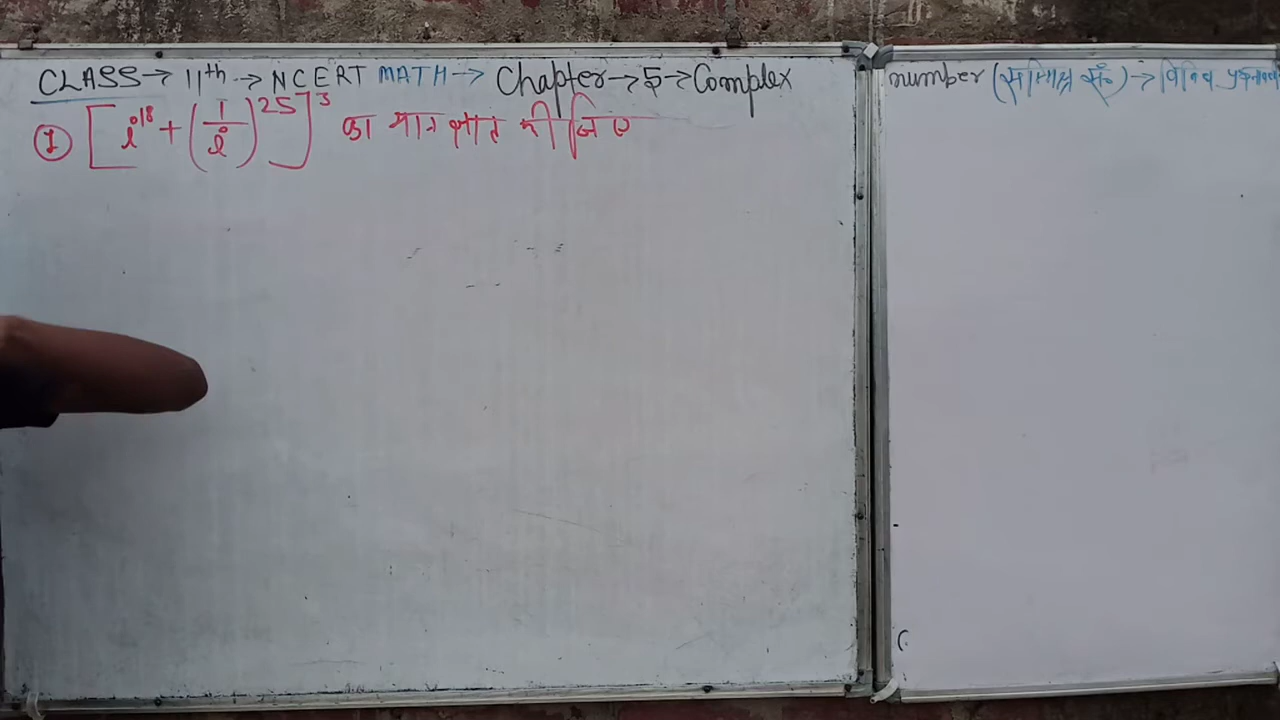 CLASS → 11th → NCERT MATH → Chapter → 5 → Complex number (सम्मिश्र सं०) → विविध प्रश्नावली
① [i^18 + (1/i)^25]^3 का मान ज्ञात कीजिए